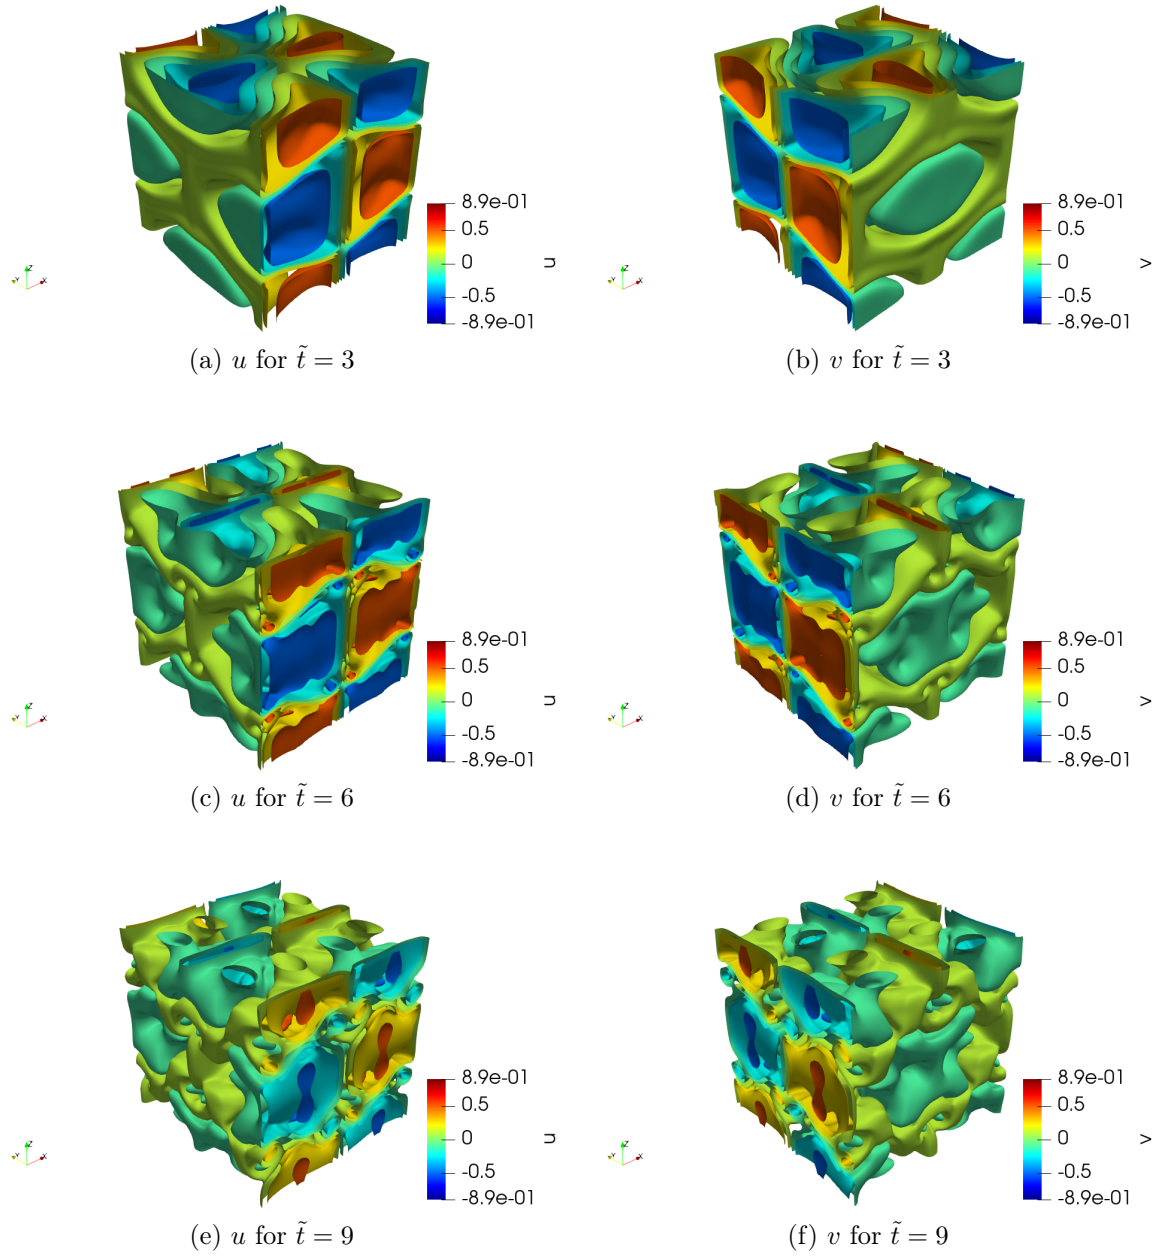 8.9e-01
0.5
0
-0.5
-8.9e-01
u
Z
Y
X
8.9e-01
0.5
0
-0.5
-8.9e-01
v
Z
Y
X
(a) u for t̃ = 3
(b) v for t̃ = 3
8.9e-01
0.5
0
-0.5
-8.9e-01
u
Z
Y
X
8.9e-01
0.5
0
-0.5
-8.9e-01
v
Z
Y
X
(c) u for t̃ = 6
(d) v for t̃ = 6
8.9e-01
0.5
0
-0.5
-8.9e-01
u
Z
Y
X
8.9e-01
0.5
0
-0.5
-8.9e-01
v
Z
Y
X
(e) u for t̃ = 9
(f) v for t̃ = 9